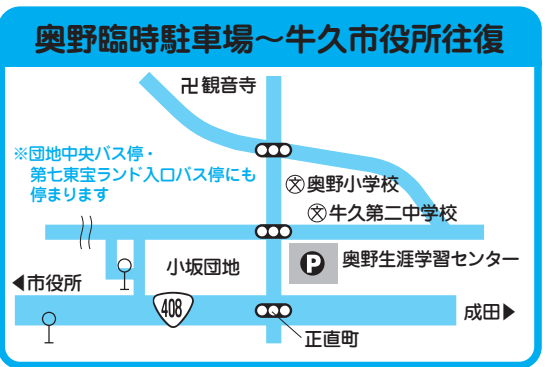 奥野臨時駐車場～牛久市役所往復
卍観音寺
※団地中央バス停・
第七東宝ランド入口バス停にも
停まります
文奥野小学校
文牛久第二中学校
P 奥野生涯学習センター
小坂団地
◀市役所
408
成田▶
正直町